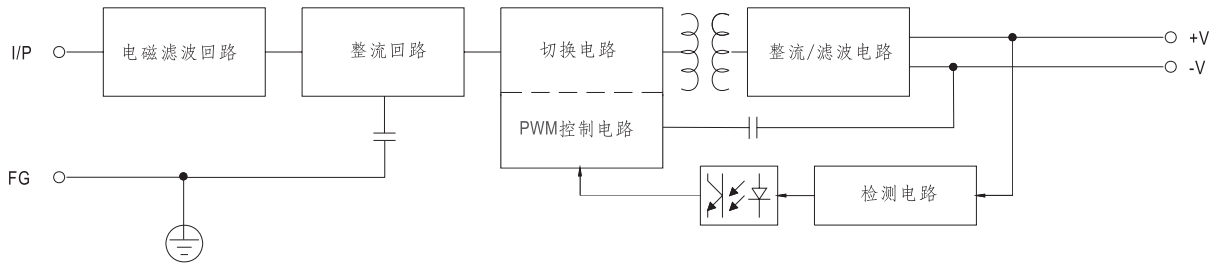 I/P
电磁滤波回路
整流回路
切换电路
整流/滤波电路
+V
-V
PWM控制电路
FG
检测电路